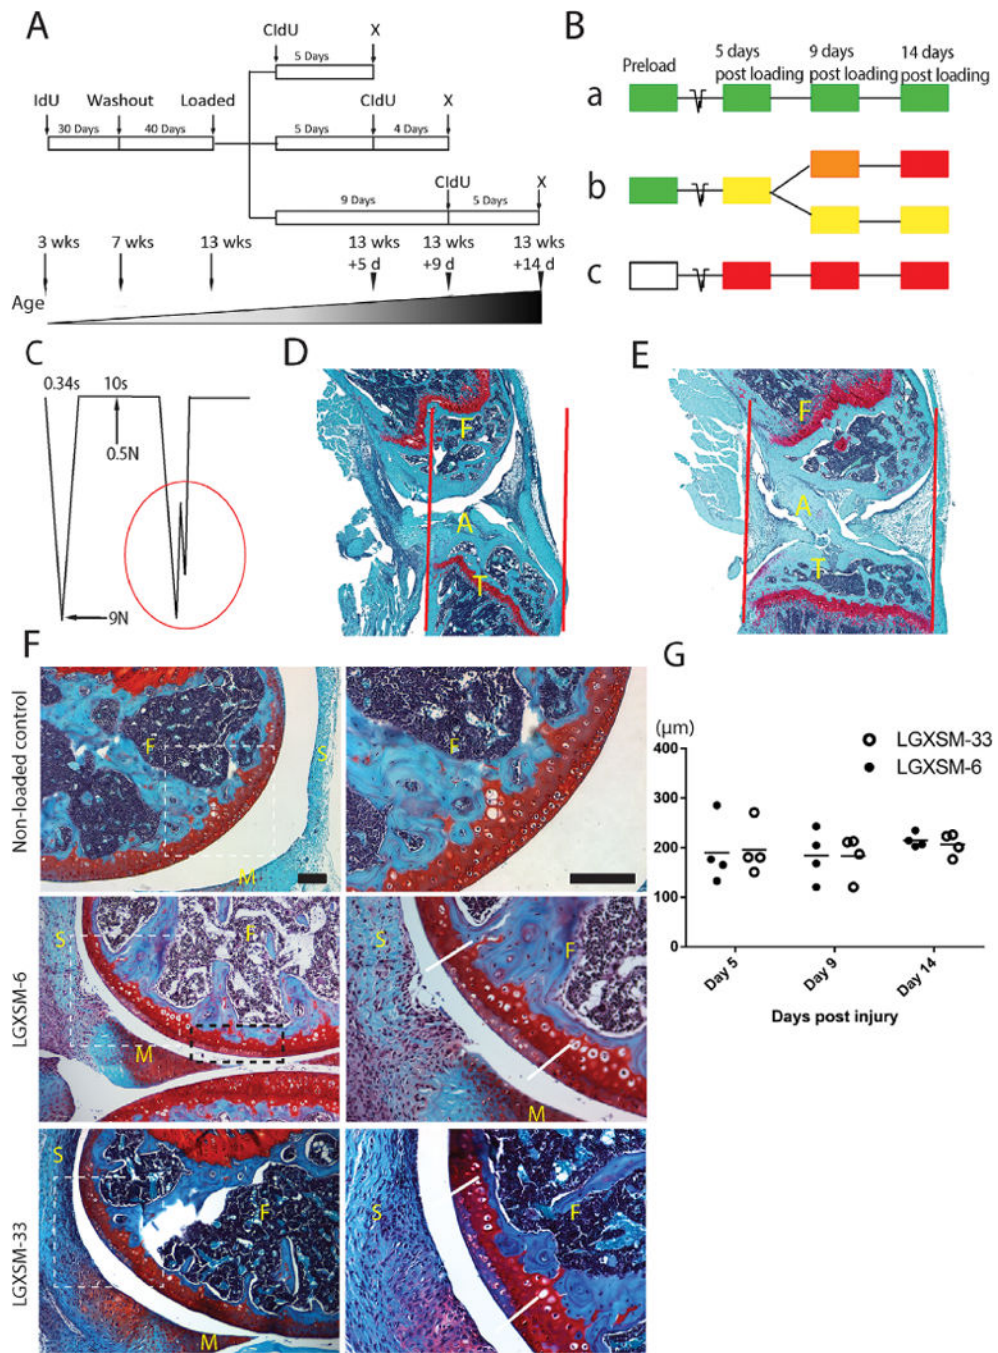 A
CIdU X
5 Days
IdU Washout Loaded
CIdU X
30 Days 40 Days 5 Days 4 Days
CIdU X
9 Days 5 Days
3 wks 7 wks 13 wks 13 wks 13 wks 13 wks
+5 d +9 d +14 d
Age
B
Preload 5 days post loading 9 days post loading 14 days post loading
a
b
c
C
0.34s 10s
0.5N
9N
D
F
A
T
E
F
A
T
F
Non-loaded control
F
S
M
F
LGXSM-6
S
F
M
S
F
M
LGXSM-33
S
F
M
S
F
G
(µm)
LGXSM-33
LGXSM-6
400
300
200
100
0
Day 5 Day 9 Day 14
Days post injury